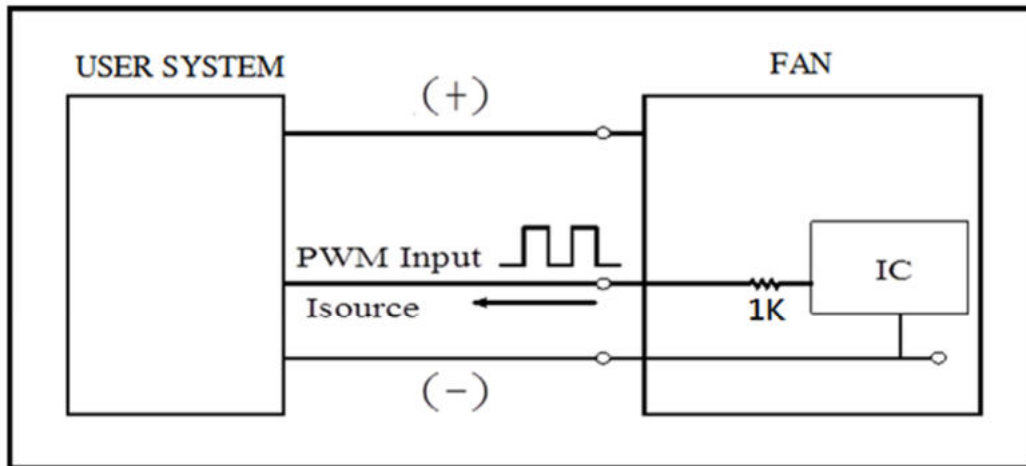 USER SYSTEM
FAN
(+)
PWM Input
IC
Isource
1K
(-)